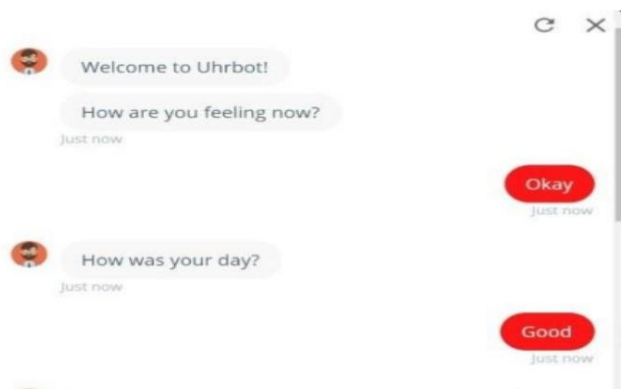 Welcome to Uhrbot!
How are you feeling now?
Just now
Okay
Just now
How was your day?
Just now
Good
Just now